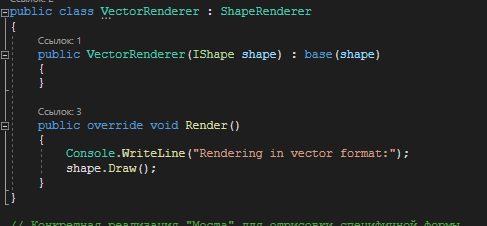 public class VectorRenderer : ShapeRenderer
{
Ссылок: 1
public VectorRenderer(IShape shape) : base(shape)
{
}
Ссылок: 3
public override void Render()
{
Console.WriteLine("Rendering in vector format:");
shape.Draw();
}
}
// Конкретная реализация "Моста" для отрисовки специфичной формы